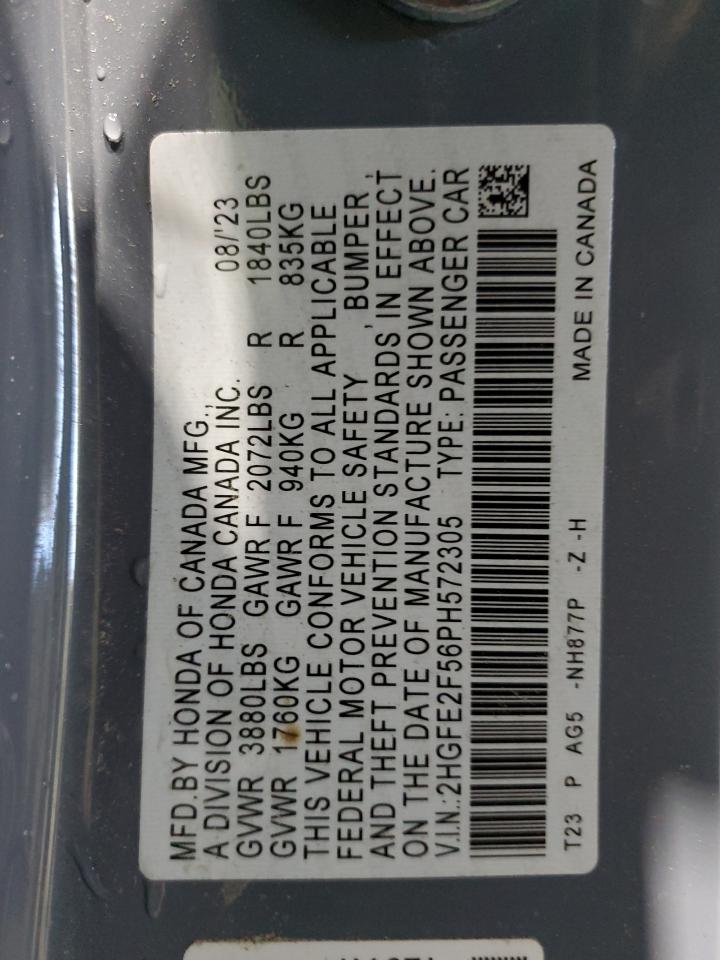 MFD.BY HONDA OF CANADA MFG.,
A DIVISION OF HONDA CANADA INC. 08/'23
GVWR 3880LBS GAWR F 2072LBS R 1840LBS
GVWR 1760KG GAWR F 940KG R 835KG
THIS VEHICLE CONFORMS TO ALL APPLICABLE
FEDERAL MOTOR VEHICLE SAFETY , BUMPER ,
AND THEFT PREVENTION STANDARDS IN EFFECT
ON THE DATE OF MANUFACTURE SHOWN ABOVE.
V.I.N.:2HGFE2F56PH572305 TYPE: PASSENGER CAR
T23 P AG5 -NH877P -Z -H MADE IN CANADA